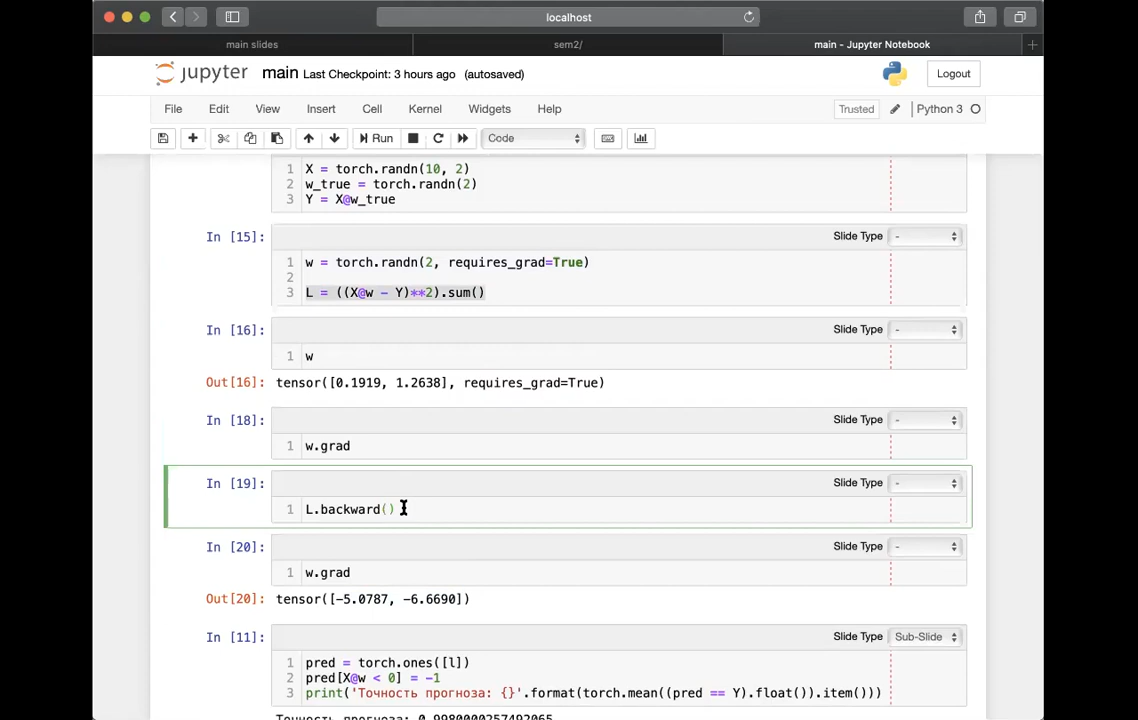 localhost
main slides
sem2/
main - Jupyter Notebook
jupyter main Last Checkpoint: 3 hours ago (autosaved)
Logout
File Edit View Insert Cell Kernel Widgets Help
Trusted Python 3
Run Code
1 X = torch.randn(10, 2)
2 w_true = torch.randn(2)
3 Y = X@w_true
In [15]: Slide Type -
1 w = torch.randn(2, requires_grad=True)
2
3 L = ((X@w - Y)**2).sum()
In [16]: Slide Type -
1 w
Out[16]: tensor([0.1919, 1.2638], requires_grad=True)
In [18]: Slide Type -
1 w.grad
In [19]: Slide Type -
1 L.backward()
In [20]: Slide Type -
1 w.grad
Out[20]: tensor([-5.0787, -6.6690])
In [11]: Slide Type Sub-Slide
1 pred = torch.ones([l])
2 pred[X@w < 0] = -1
3 print('Точность прогноза: {}'.format(torch.mean((pred == Y).float()).item()))
Точность прогноза: 0.9980000257492065